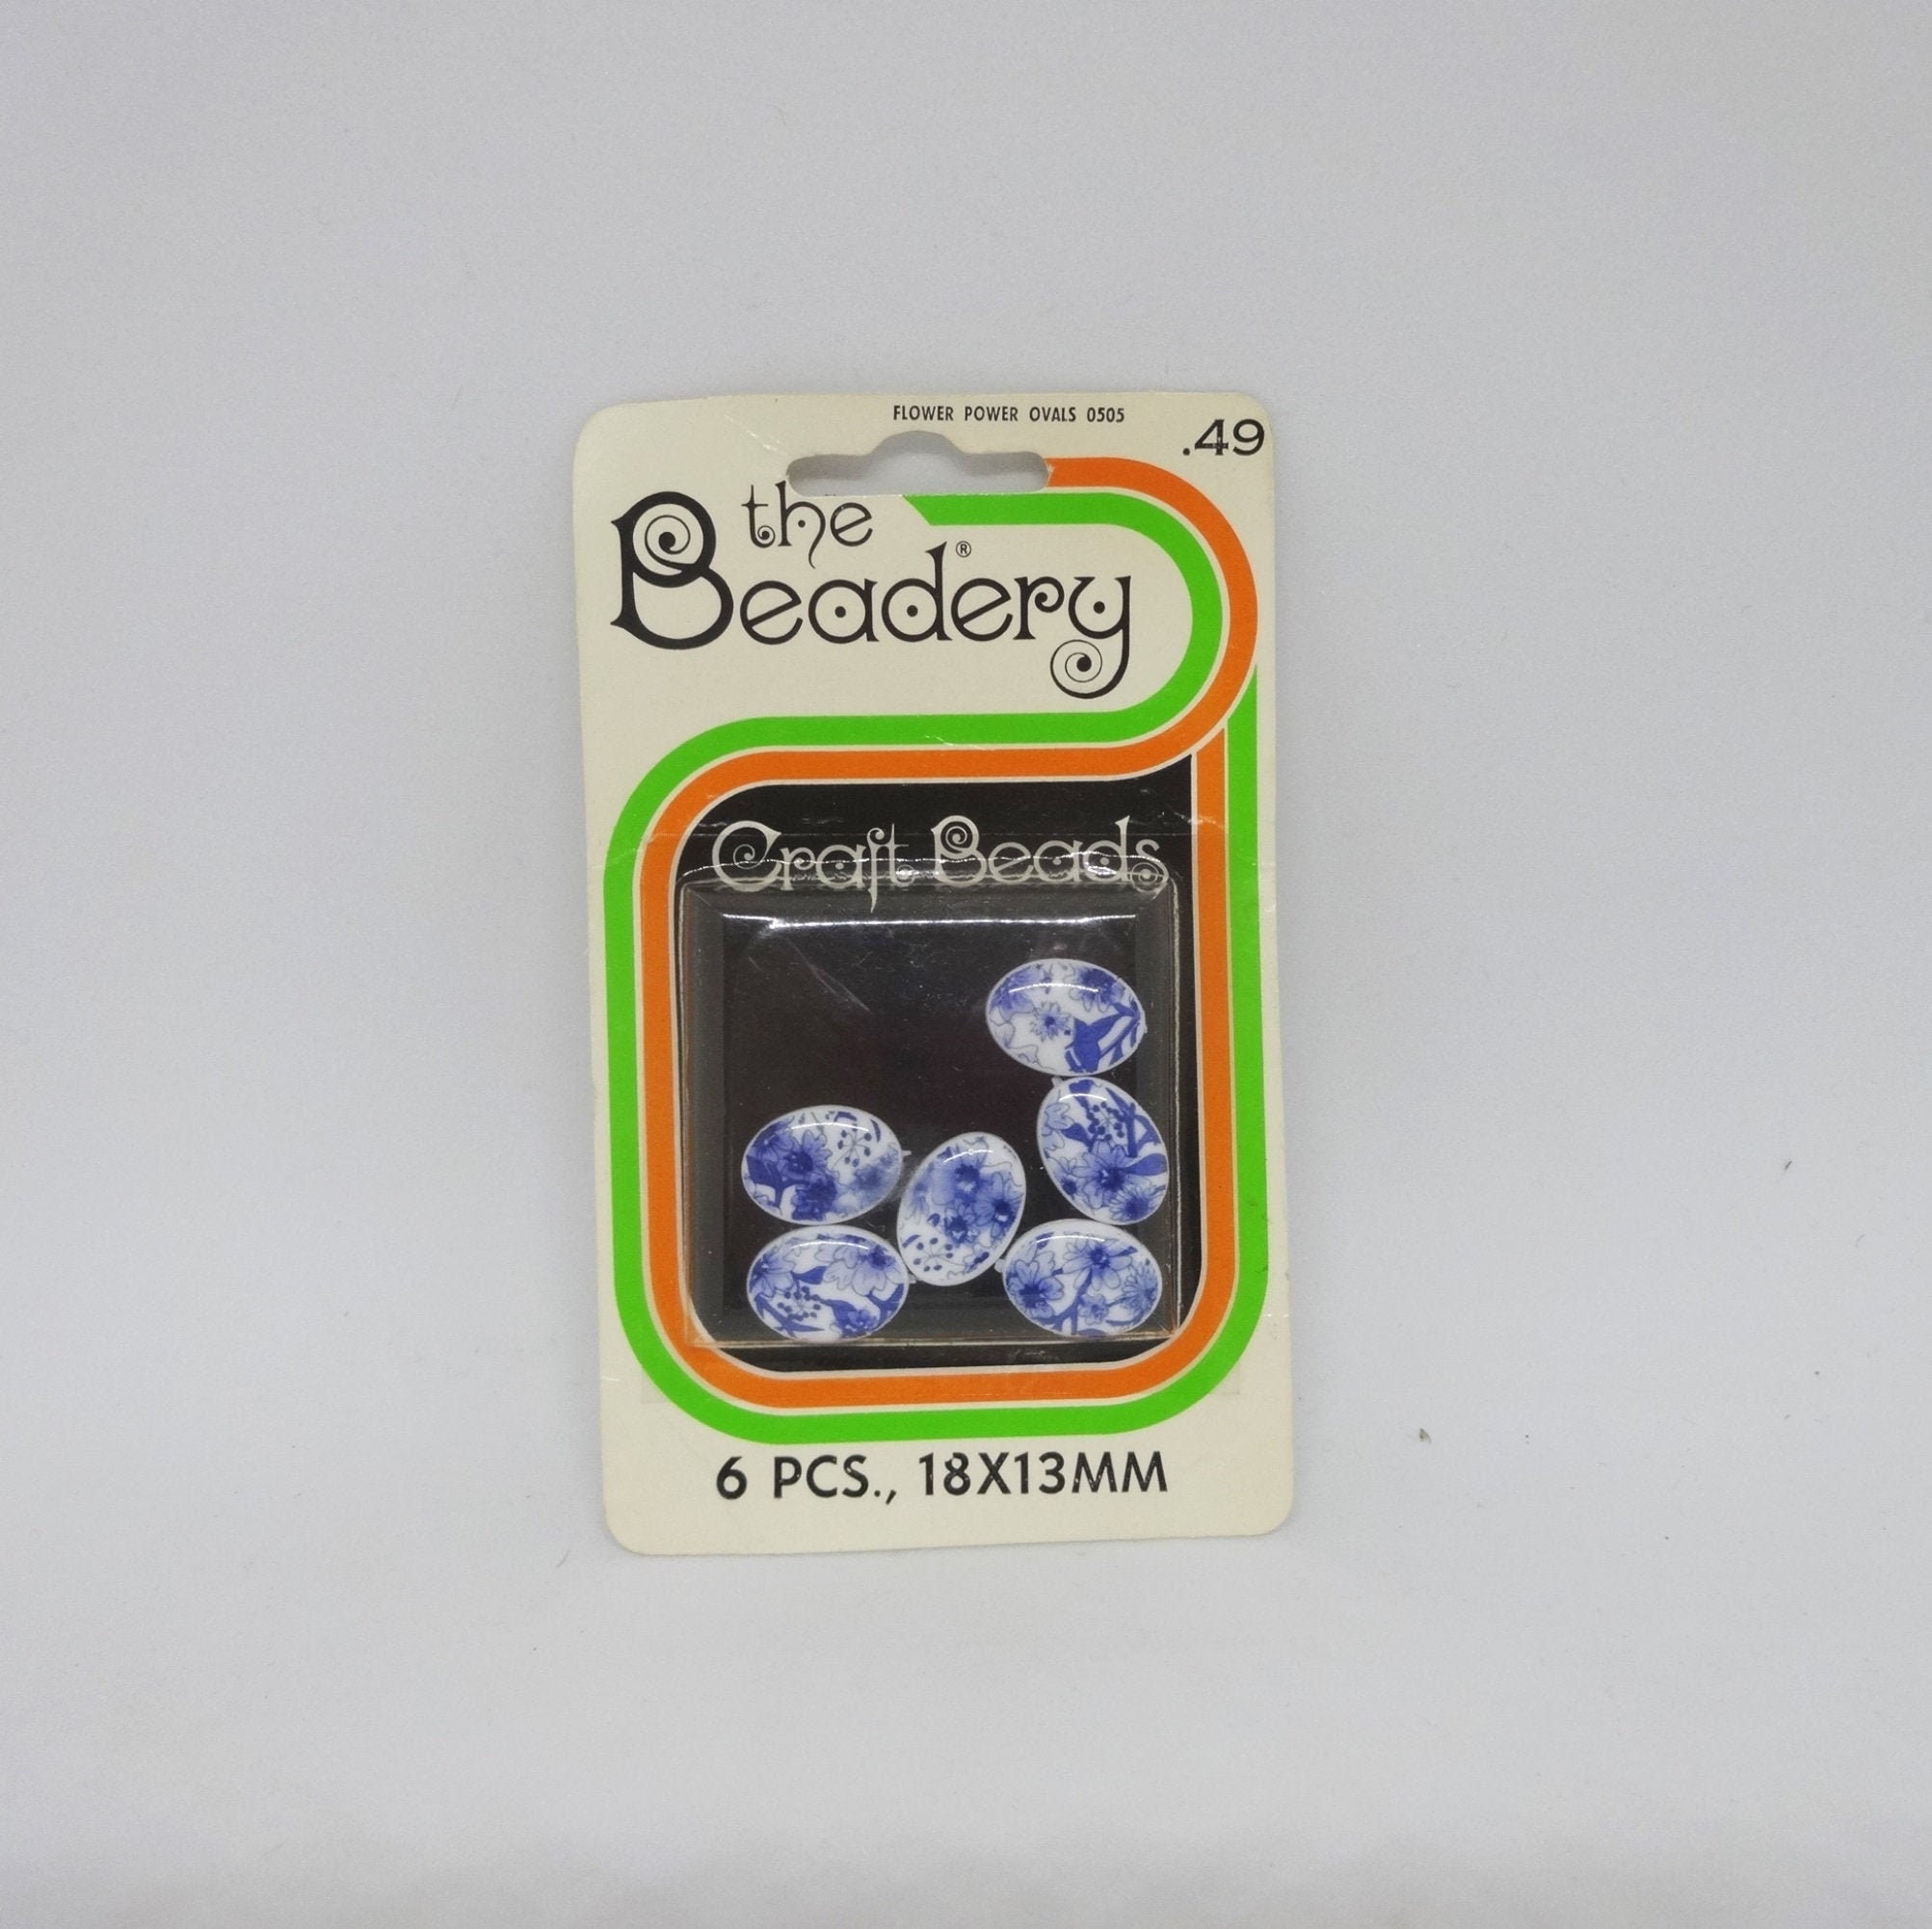 FLOWER POWER OVALS 0505
.49
the
Beadery®
Craft Beads
6 PCS., 18X13MM